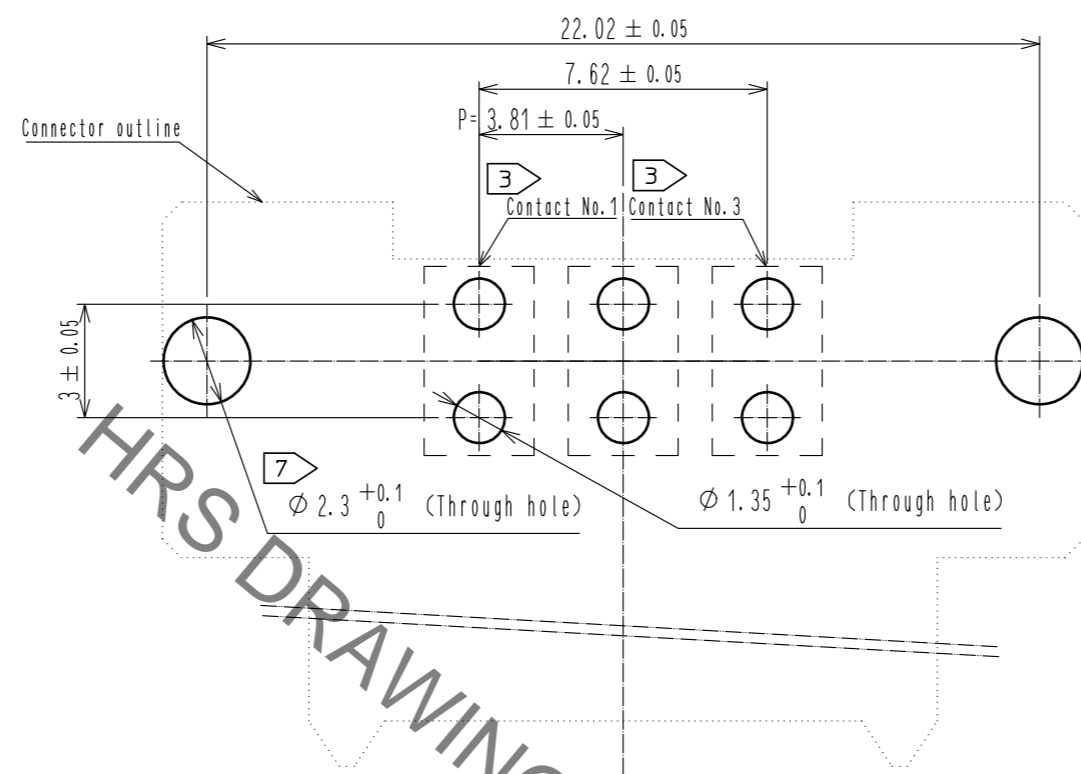 22.02 ± 0.05
7.62 ± 0.05
P= 3.81 ± 0.05
Connector outline
3
3
Contact No.1
Contact No.3
3 ± 0.05
7
Ø 2.3 +0.1 0 (Through hole)
Ø 1.35 +0.1 0 (Through hole)
HRS DRAWING